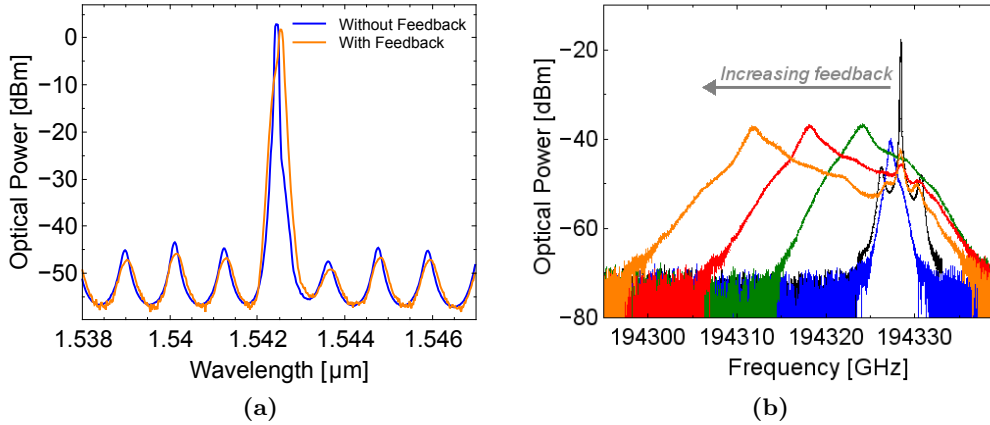 Without Feedback
With Feedback
Optical Power [dBm]
0
−10
−20
−30
−40
−50
1.538
1.54
1.542
1.544
1.546
Wavelength [µm]
(a)
Increasing feedback
Optical Power [dBm]
−20
−40
−60
−80
194300
194310
194320
194330
Frequency [GHz]
(b)